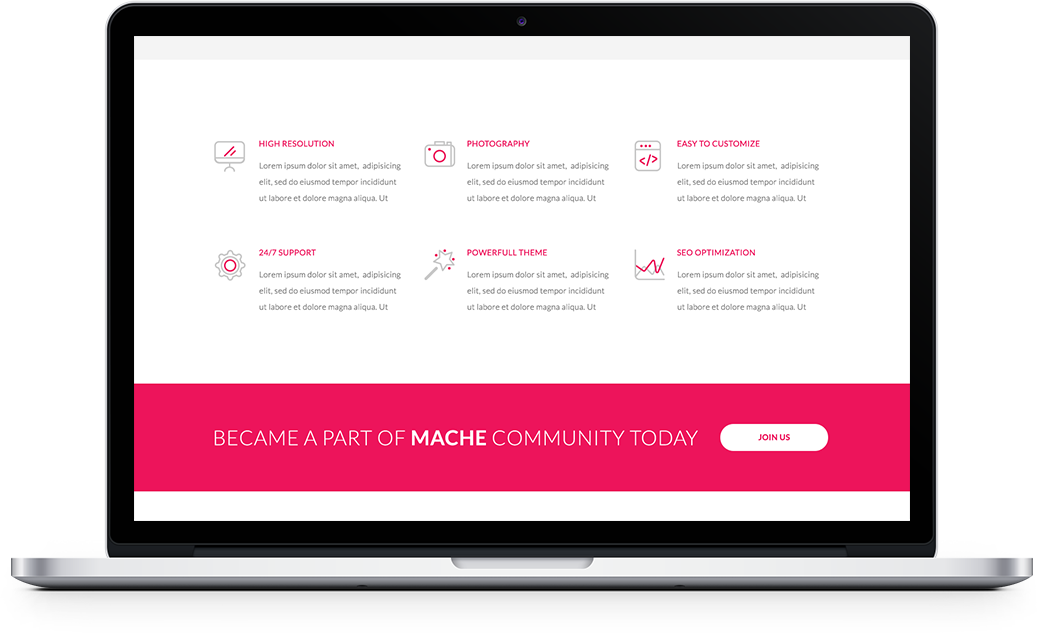 HIGH RESOLUTION
Lorem ipsum dolor sit amet, adipisicing
elit, sed do eiusmod tempor incididunt
ut labore et dolore magna aliqua. Ut
PHOTOGRAPHY
Lorem ipsum dolor sit amet, adipisicing
elit, sed do eiusmod tempor incididunt
ut labore et dolore magna aliqua. Ut
EASY TO CUSTOMIZE
Lorem ipsum dolor sit amet, adipisicing
elit, sed do eiusmod tempor incididunt
ut labore et dolore magna aliqua. Ut
24/7 SUPPORT
Lorem ipsum dolor sit amet, adipisicing
elit, sed do eiusmod tempor incididunt
ut labore et dolore magna aliqua. Ut
POWERFULL THEME
Lorem ipsum dolor sit amet, adipisicing
elit, sed do eiusmod tempor incididunt
ut labore et dolore magna aliqua. Ut
SEO OPTIMIZATION
Lorem ipsum dolor sit amet, adipisicing
elit, sed do eiusmod tempor incididunt
ut labore et dolore magna aliqua. Ut
BECAME A PART OF MACHE COMMUNITY TODAY
JOIN US